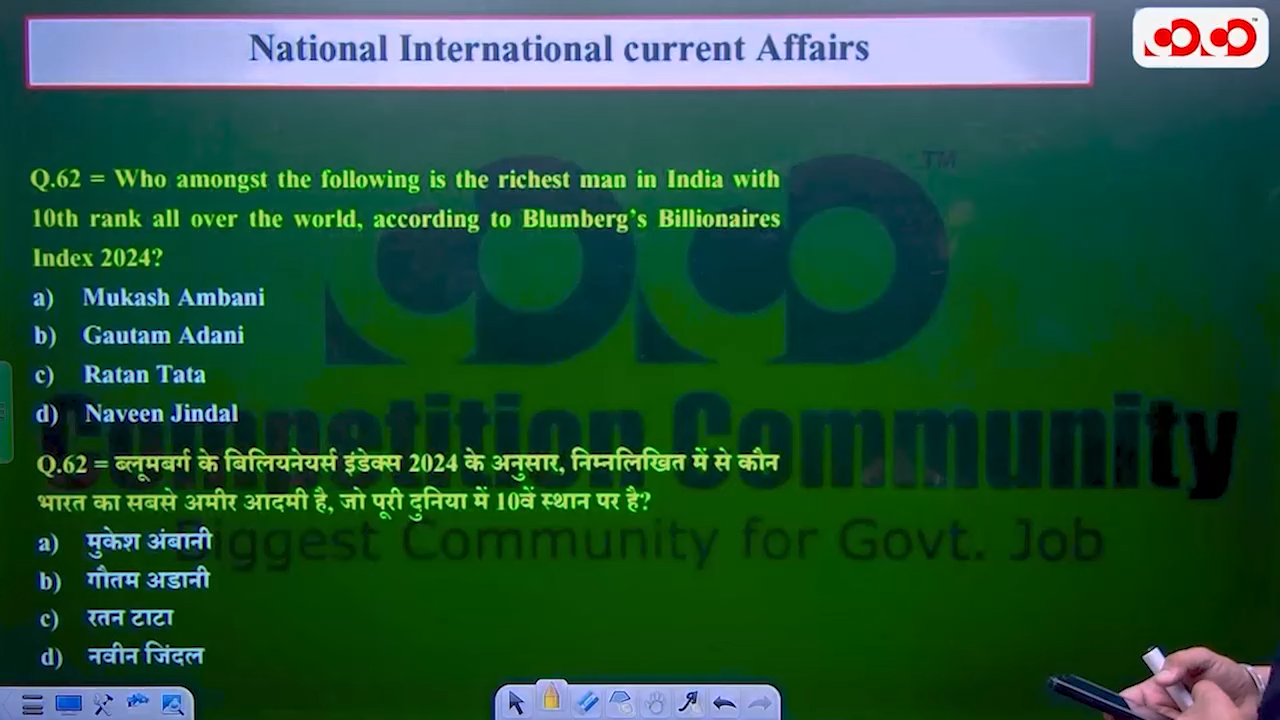 National International current Affairs
TM
Q.62 = Who amongst the following is the richest man in India with
10th rank all over the world, according to Blumberg's Billionaires
Index 2024?
a) Mukash Ambani
b) Gautam Adani
c) Ratan Tata
d) Naveen Jindal
Competition Community
Q.62 = ब्लूमबर्ग के बिलियनेयर्स इंडेक्स 2024 के अनुसार, निम्नलिखित में से कौन
भारत का सबसे अमीर आदमी है, जो पूरी दुनिया में 10वें स्थान पर है?
Biggest Community for Govt. Job
a) मुकेश अंबानी
b) गौतम अडानी
c) रतन टाटा
d) नवीन जिंदल